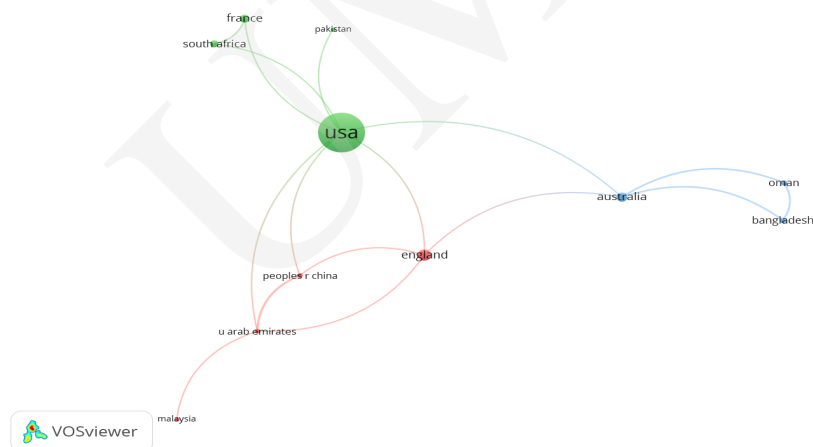 france
pakistan
south africa
usa
oman
australia
bangladesh
england
peoples r china
u arab emirates
malaysia
VOSviewer